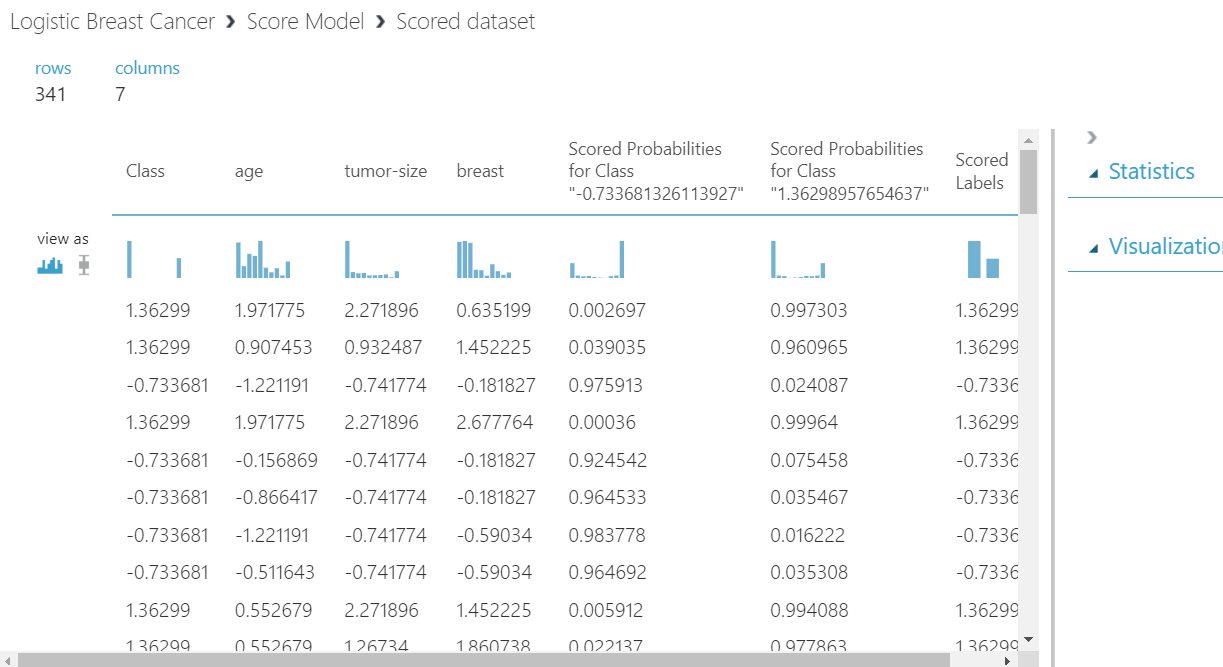 Logistic Breast Cancer › Score Model › Scored dataset
rows columns
341 7
Class age tumor-size breast Scored Probabilities for Class "-0.733681326113927" Scored Probabilities for Class "1.36298957654637" Scored Labels
view as
1.36299 1.971775 2.271896 0.635199 0.002697 0.997303 1.36299
1.36299 0.907453 0.932487 1.452225 0.039035 0.960965 1.36299
-0.733681 -1.221191 -0.741774 -0.181827 0.975913 0.024087 -0.7336
1.36299 1.971775 2.271896 2.677764 0.00036 0.99964 1.36299
-0.733681 -0.156869 -0.741774 -0.181827 0.924542 0.075458 -0.7336
-0.733681 -0.866417 -0.741774 -0.181827 0.964533 0.035467 -0.7336
-0.733681 -1.221191 -0.741774 -0.59034 0.983778 0.016222 -0.7336
-0.733681 -0.511643 -0.741774 -0.59034 0.964692 0.035308 -0.7336
1.36299 0.552679 2.271896 1.452225 0.005912 0.994088 1.36299
1.36299 0.552679 1.26734 1.860738 0.022137 0.977863 1.36299
Statistics
Visualizatio